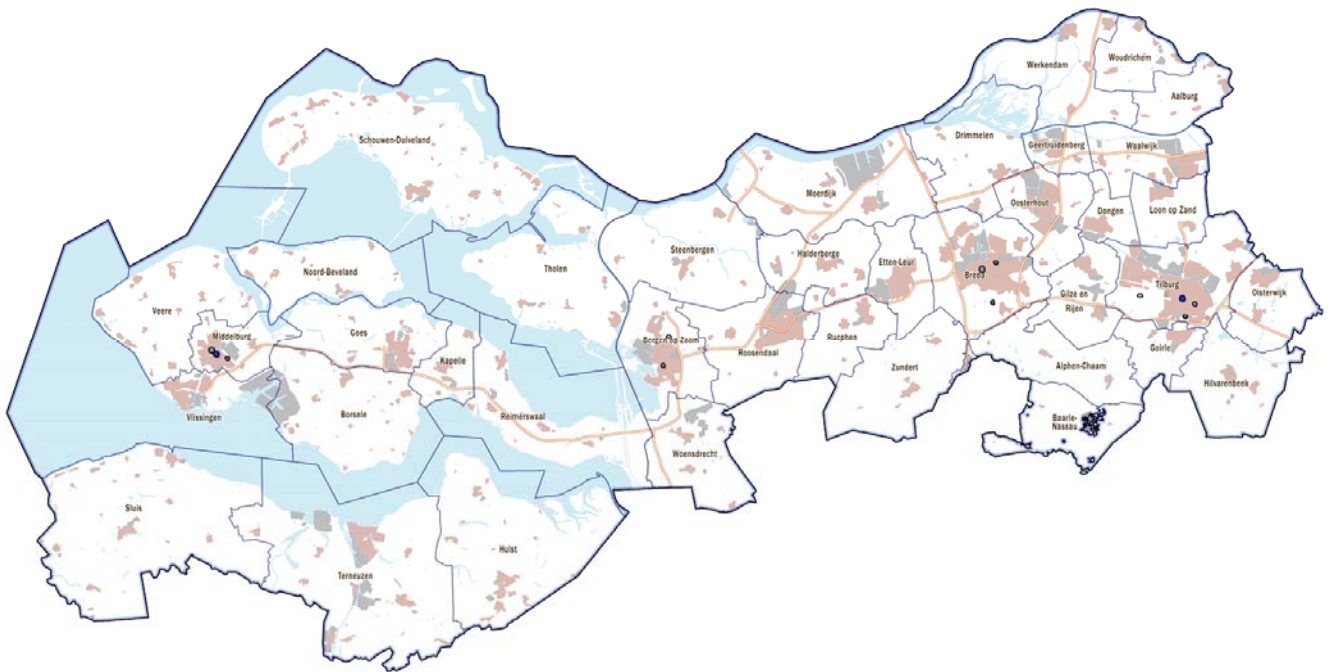 Werkendam
Woudrichem
Aalburg
Schouwen-Duiveland
Drimmelen
Geertruidenberg
Waalwijk
Moerdijk
Oosterhout
Dongen
Loon op Zand
Steenbergen
Halderberge
Etten-Leur
Breda
Noord-Beveland
Tholen
Tilburg
Oisterwijk
Gilze en
Rijen
Veere
Middelburg
Goes
Kapelle
Bergen op Zoom
Roosendaal
Rucphen
Goirle
Zundert
Alphen-Chaam
Hilvarenbeek
Vlissingen
Borsele
Reimerswaal
Baarle-
Nassau
Woensdrecht
Sluis
Hulst
Terneuzen